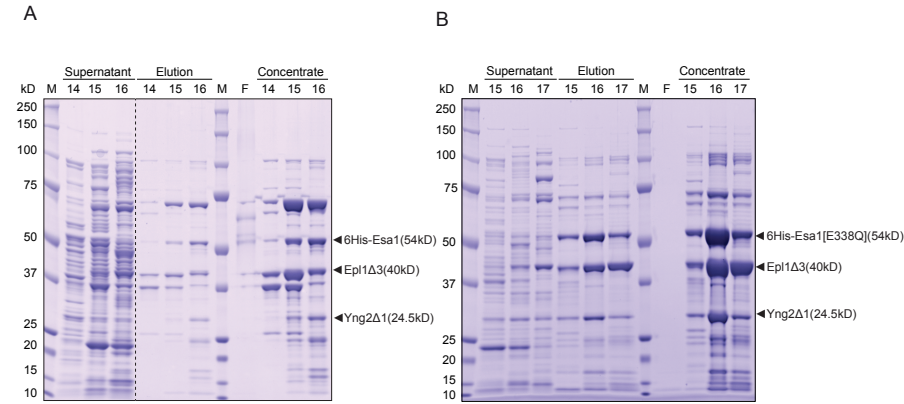 A
Supernatant Elution Concentrate
kD M 14 15 16 14 15 16 M F 14 15 16
250
150
100
75
50
37
25
20
15
10
6His-Esa1(54kD)
Epl1Δ3(40kD)
Yng2Δ1(24.5kD)
B
Supernatant Elution Concentrate
kD M 15 16 17 15 16 17 M F 15 16 17
250
150
100
75
50
37
25
20
15
10
6His-Esa1[E338Q](54kD)
Epl1Δ3(40kD)
Yng2Δ1(24.5kD)